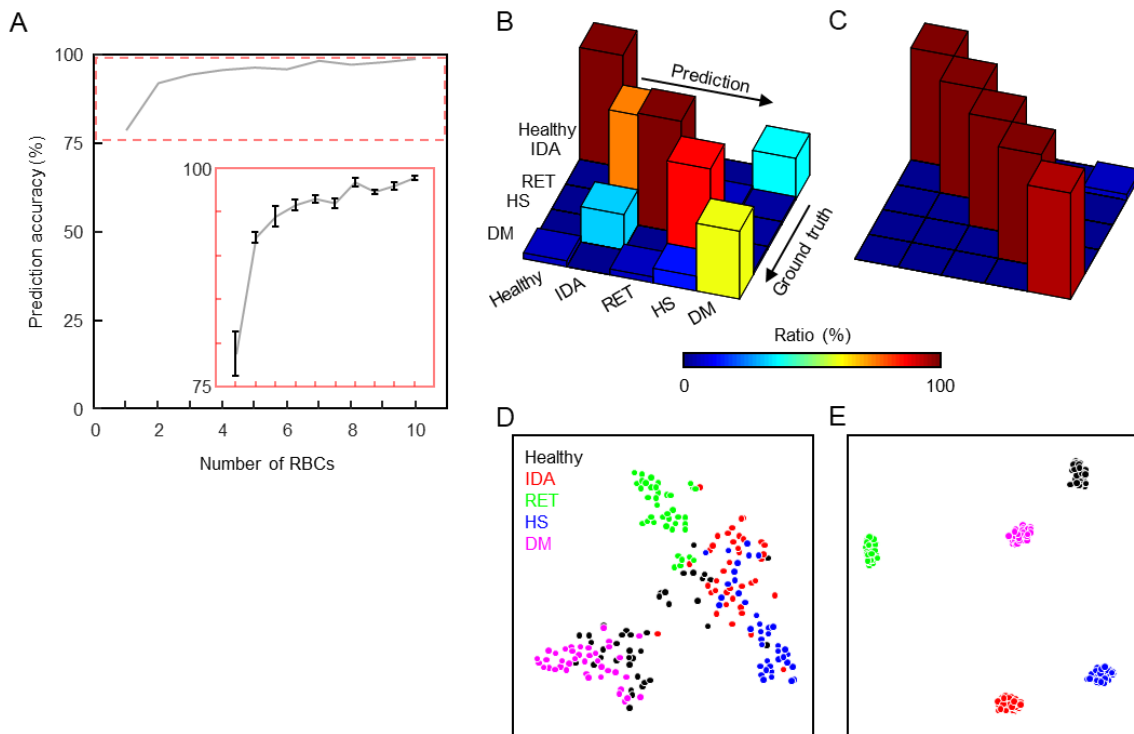 A
Prediction accuracy (%)
100
75
50
25
0
100
75
0 2 4 6 8 10
Number of RBCs
B
Prediction
Ground truth
Healthy
IDA
RET
HS
DM
Healthy
IDA
RET
HS
DM
C
Ratio (%)
0 100
D
Healthy
IDA
RET
HS
DM
E